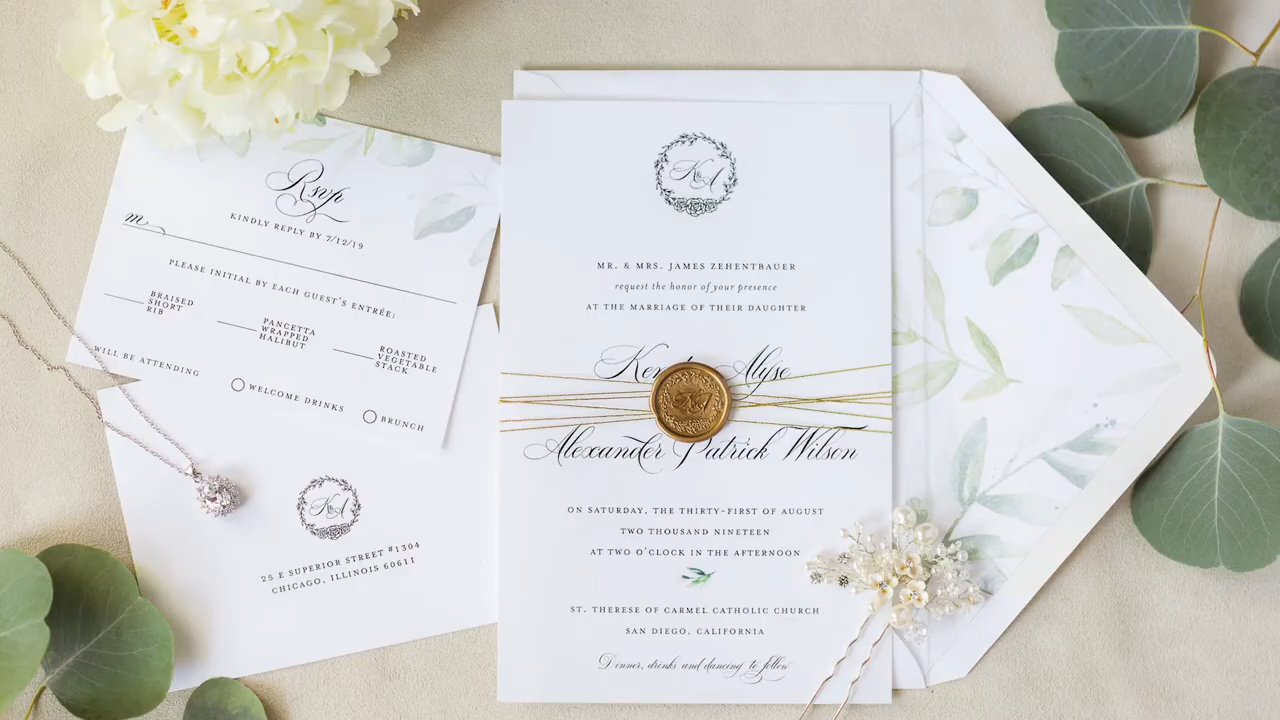 Rsvp
KINDLY REPLY BY 7/12/19
M
PLEASE INITIAL BY EACH GUEST'S ENTRÉE:
BRAISED
SHORT
RIB
PANCETTA
WRAPPED
HALIBUT
ROASTED
VEGETABLE
STACK
WILL BE ATTENDING
WELCOME DRINKS
BRUNCH
K&A
25 E SUPERIOR STREET #1304
CHICAGO, ILLINOIS 60611
K&A
MR. & MRS. JAMES ZEHENTBAUER
request the honor of your presence
AT THE MARRIAGE OF THEIR DAUGHTER
Alyse
K&A
Alexander Patrick Wilson
ON SATURDAY, THE THIRTY-FIRST OF AUGUST
TWO THOUSAND NINETEEN
AT TWO O'CLOCK IN THE AFTERNOON
ST. THERESE OF CARMEL CATHOLIC CHURCH
SAN DIEGO, CALIFORNIA
Dinner, drinks and dancing to follow